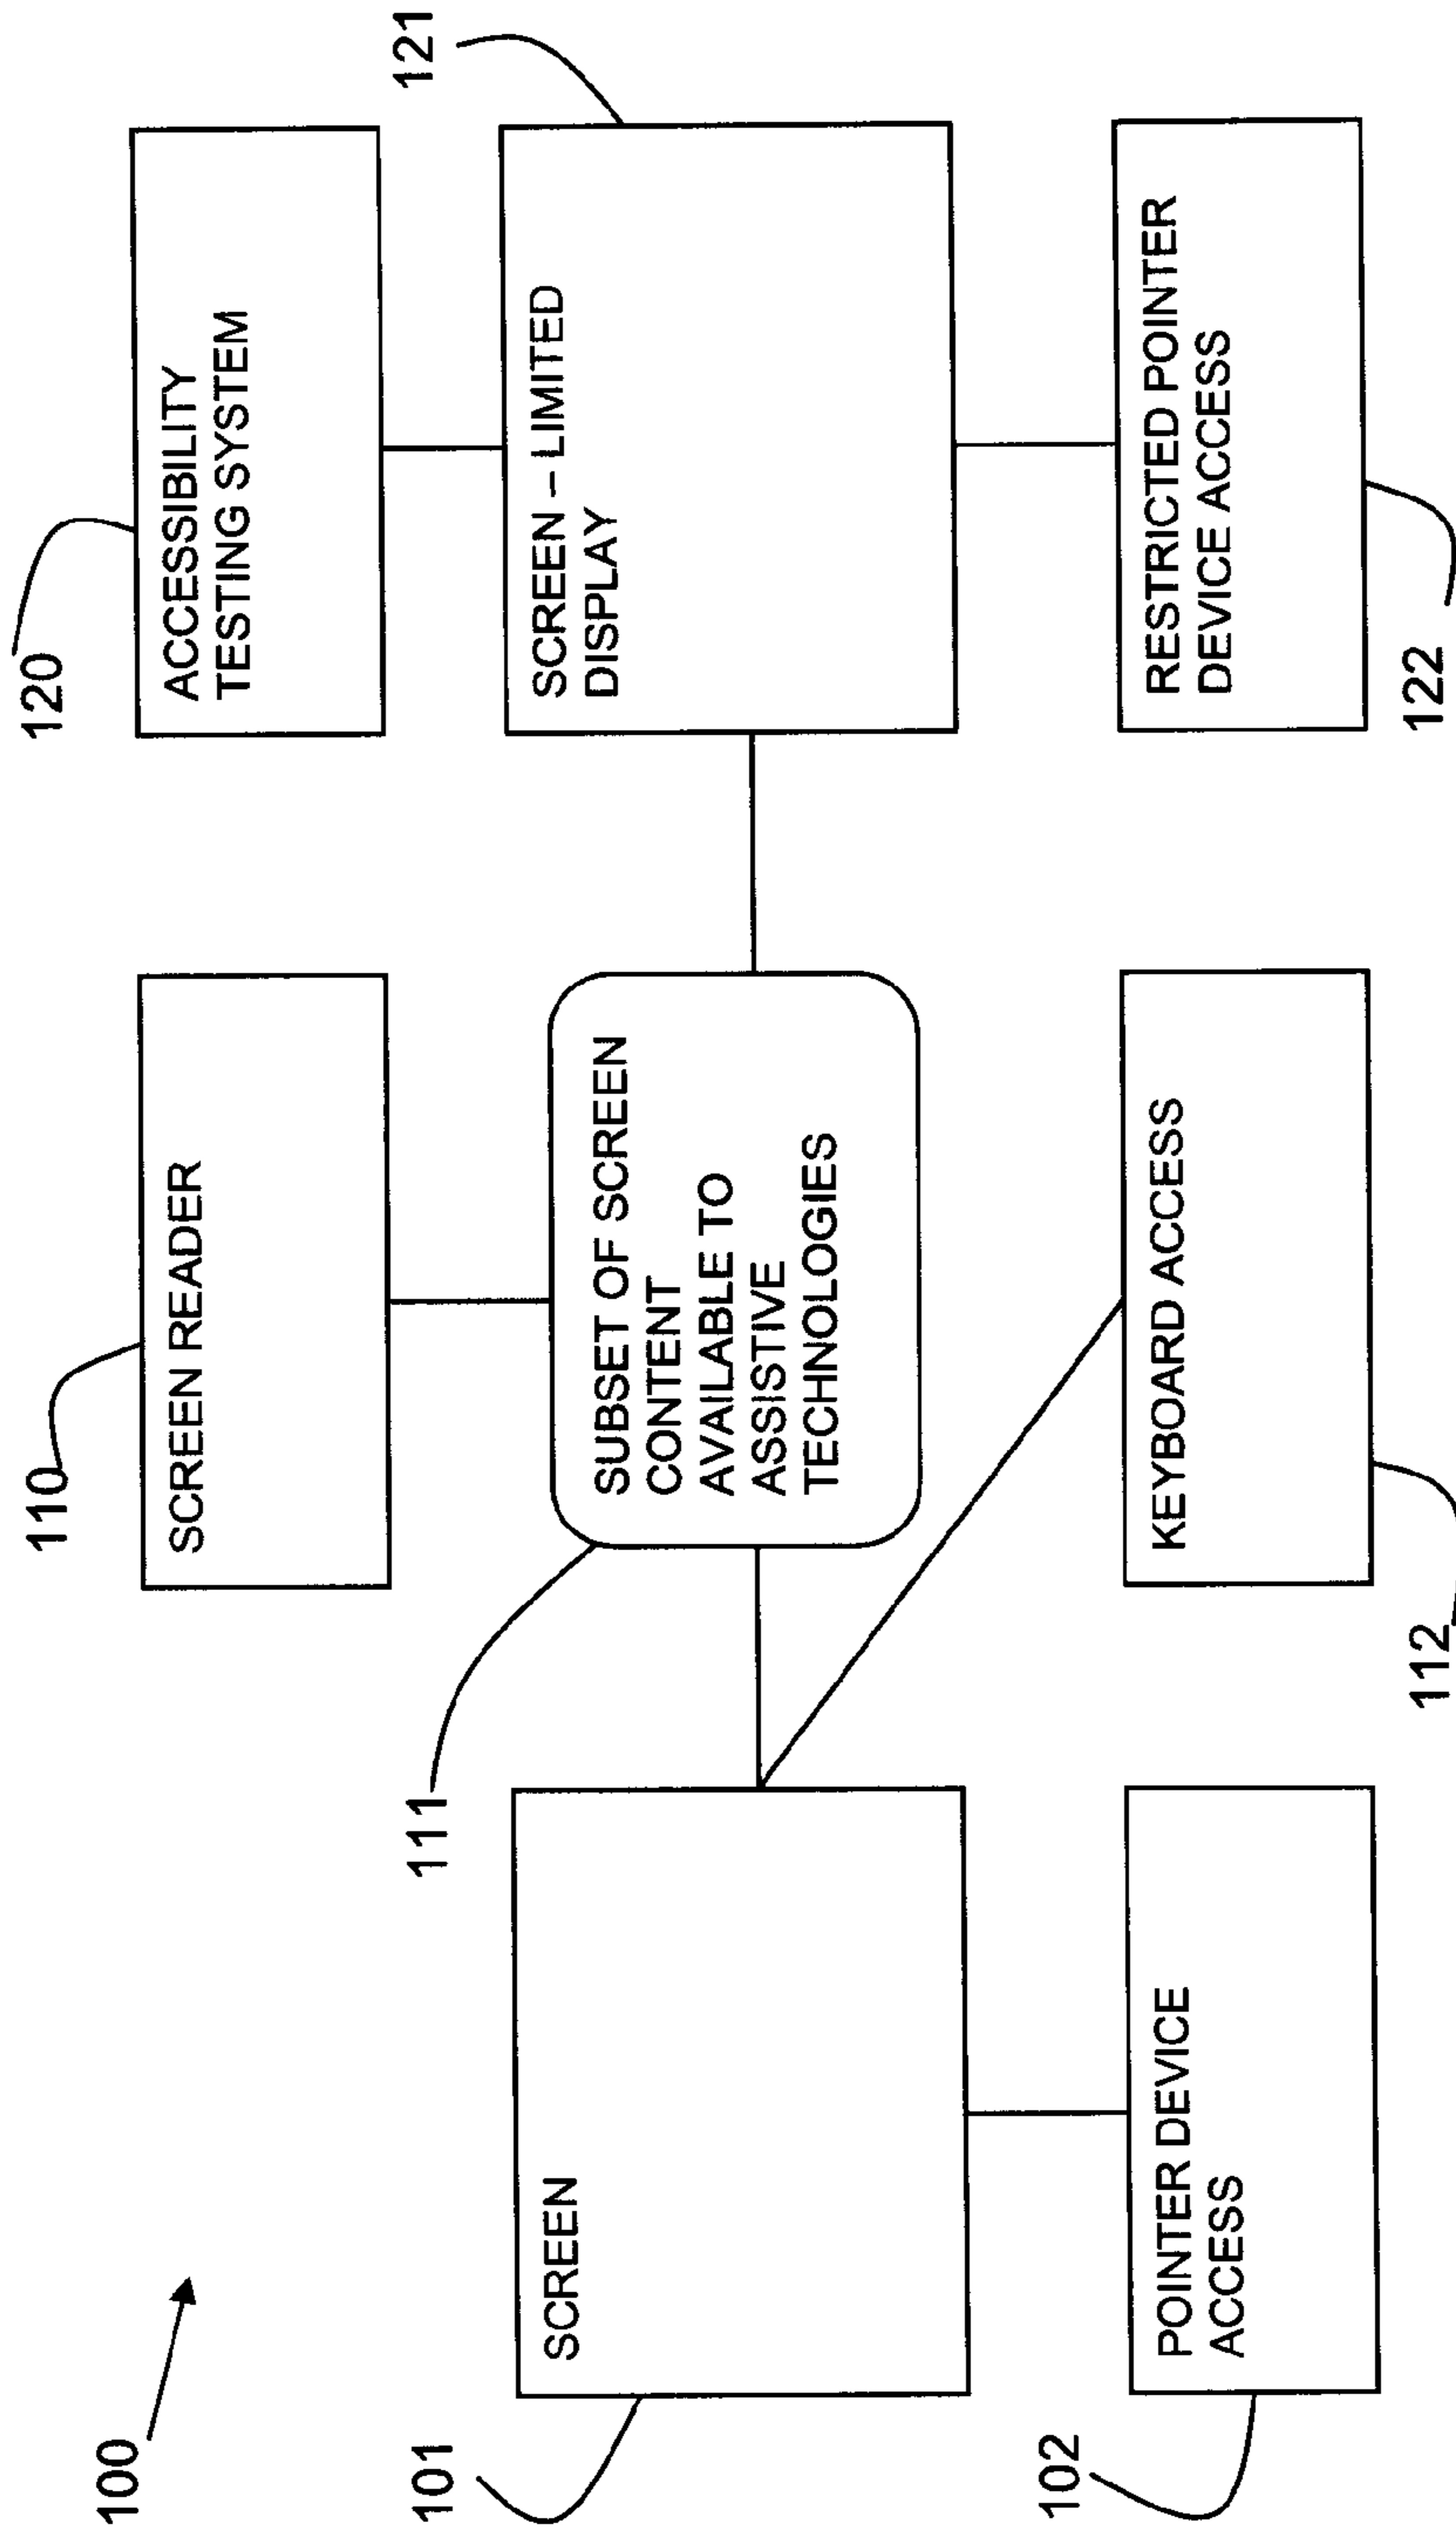 100
101
SCREEN
102
POINTER DEVICE
ACCESS
110
SCREEN READER
111
SUBSET OF SCREEN
CONTENT
AVAILABLE TO
ASSISTIVE
TECHNOLOGIES
112
KEYBOARD ACCESS
120
ACCESSIBILITY
TESTING SYSTEM
121
SCREEN – LIMITED
DISPLAY
122
RESTRICTED POINTER
DEVICE ACCESS